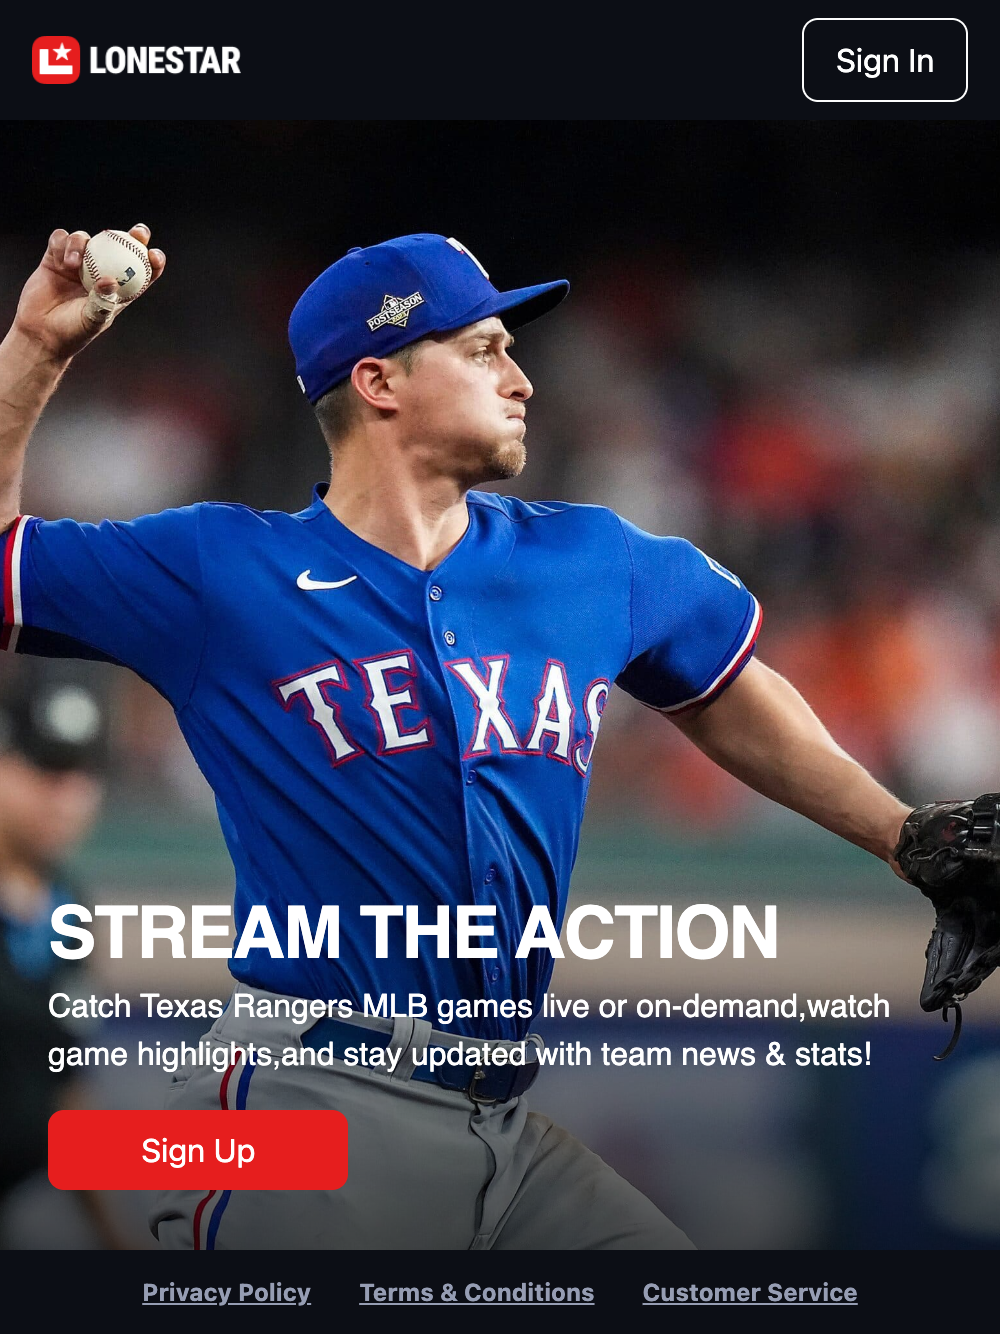 LONESTAR
Sign In
POSTSEASON
TEXAS
STREAM THE ACTION
Catch Texas Rangers MLB games live or on-demand,watch
game highlights,and stay updated with team news & stats!
Sign Up
Privacy Policy
Terms & Conditions
Customer Service